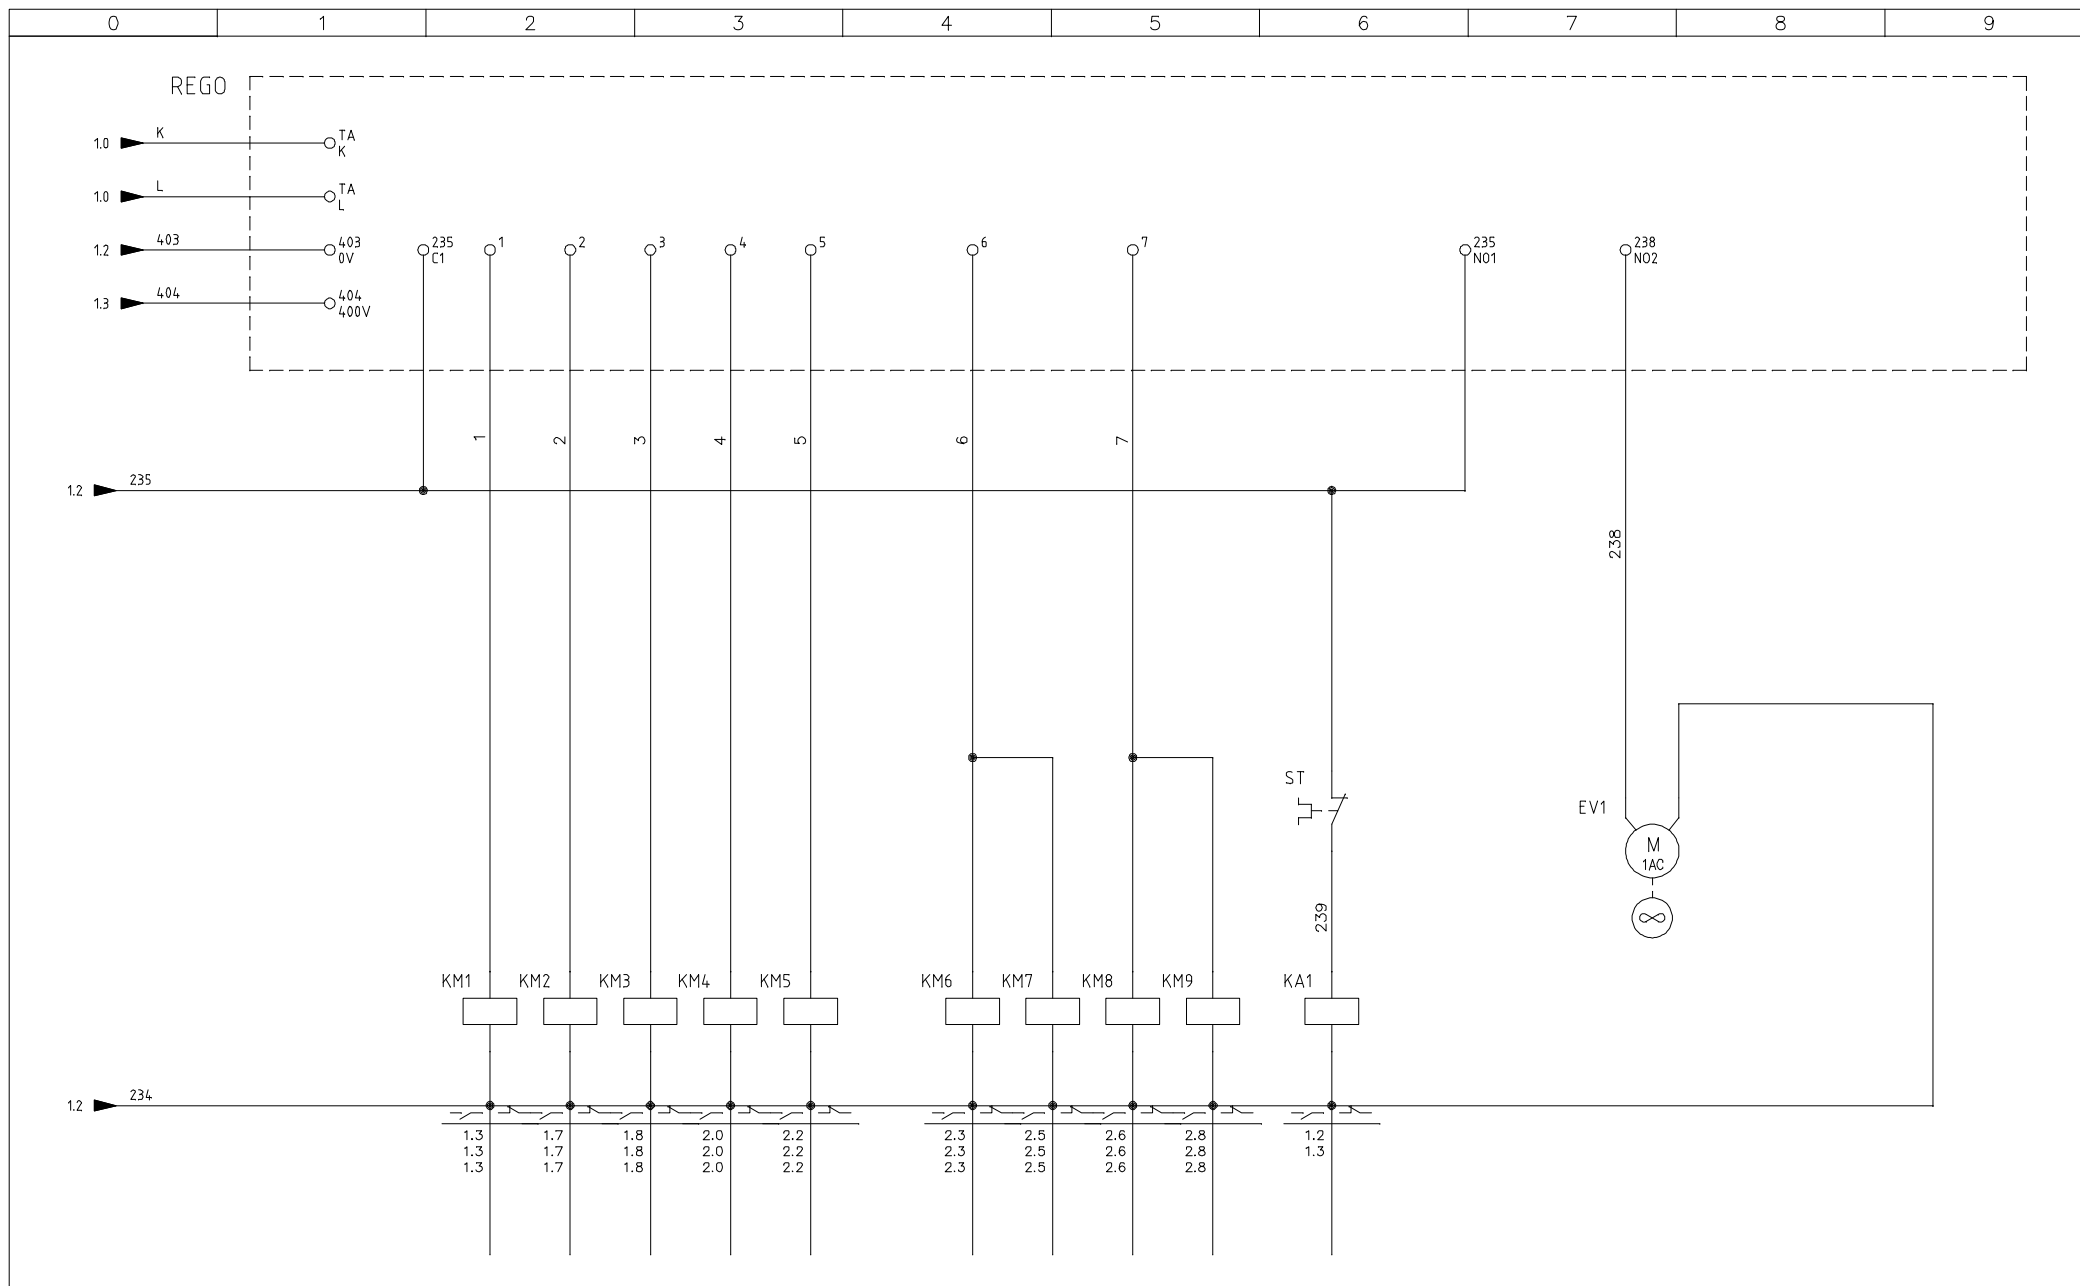 0 1 2 3 4 5 6 7 8 9
REGO
1.0 K TA
K
1.0 L TA
L
1.2 403 403
0V
235
C1
1 2 3 4 5 6 7
235
NO1
238
NO2
1.3 404 404
400V
1 2 3 4 5 6 7
1.2 235
238
ST
EV1
M
1AC
239
KM1 KM2 KM3 KM4 KM5 KM6 KM7 KM8 KM9 KA1
1.2 234
1.3 1.7 1.8 2.0 2.2 2.3 2.5 2.6 2.8 1.2
1.3 1.7 1.8 2.0 2.2 2.3 2.5 2.6 2.8 1.3
1.3 1.7 1.8 2.0 2.2 2.3 2.5 2.6 2.8